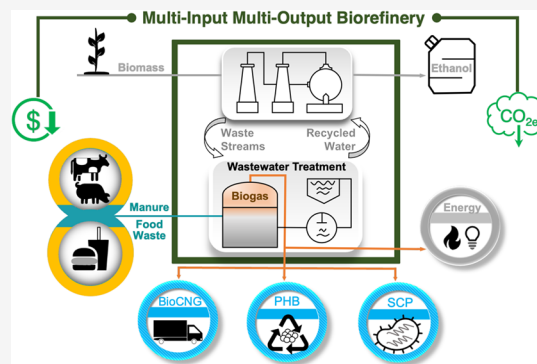 Multi-Input Multi-Output Biorefinery
Biomass
Ethanol
$
CO2e
Waste
Streams
Recycled
Water
Wastewater Treatment
Biogas
Manure
Food
Waste
Energy
BioCNG
PHB
SCP